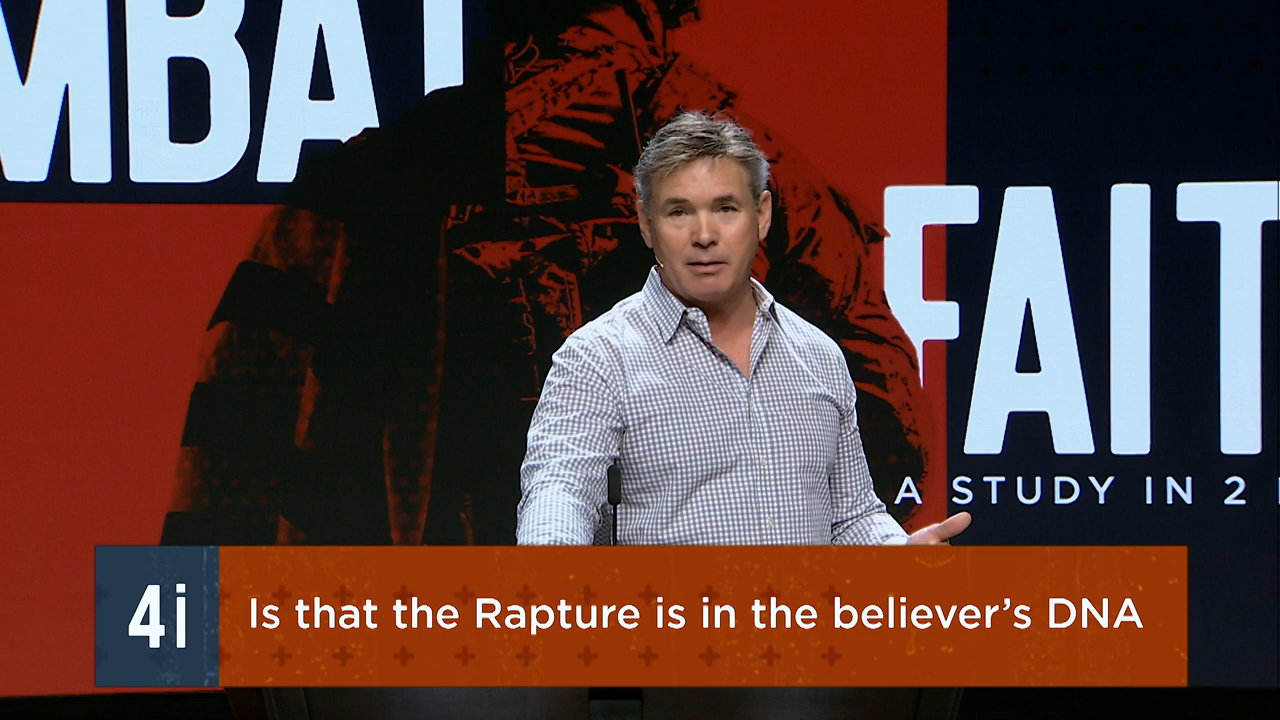 MBAT
FAIT
A STUDY IN 2
4i
Is that the Rapture is in the believer's DNA